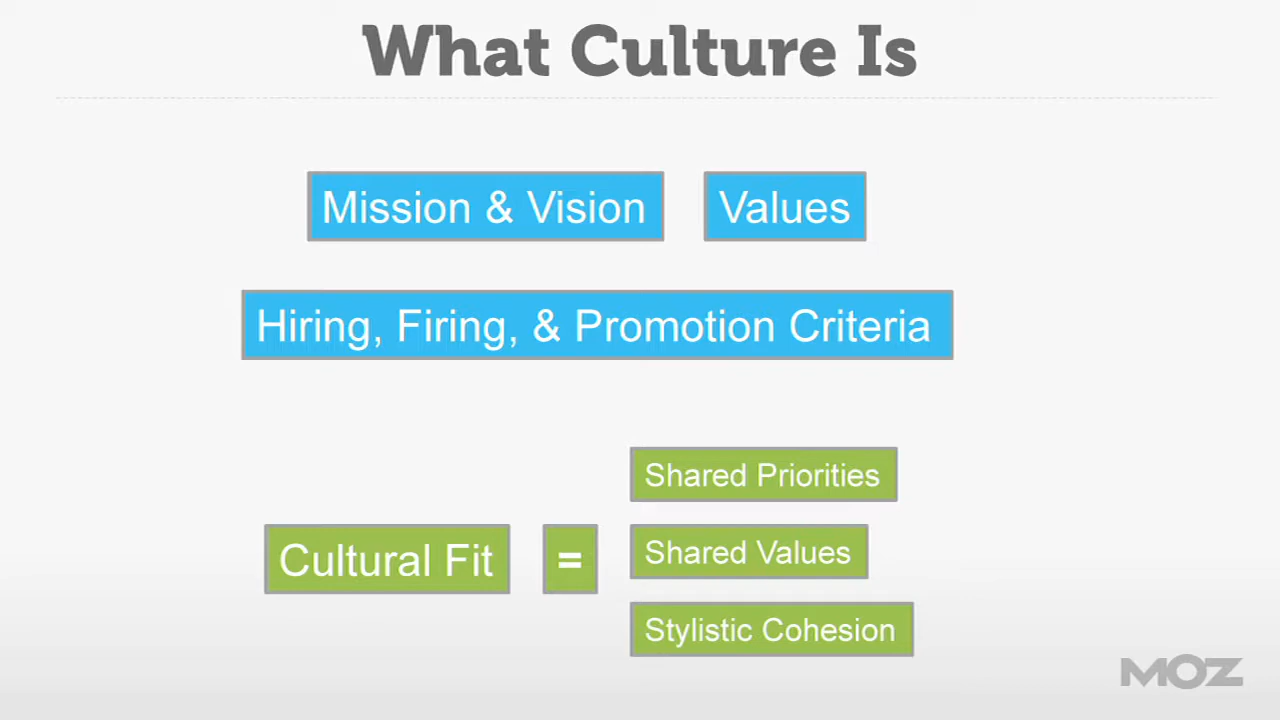 What Culture Is
Mission & Vision
Values
Hiring, Firing, & Promotion Criteria
Cultural Fit
=
Shared Priorities
Shared Values
Stylistic Cohesion
MOZ